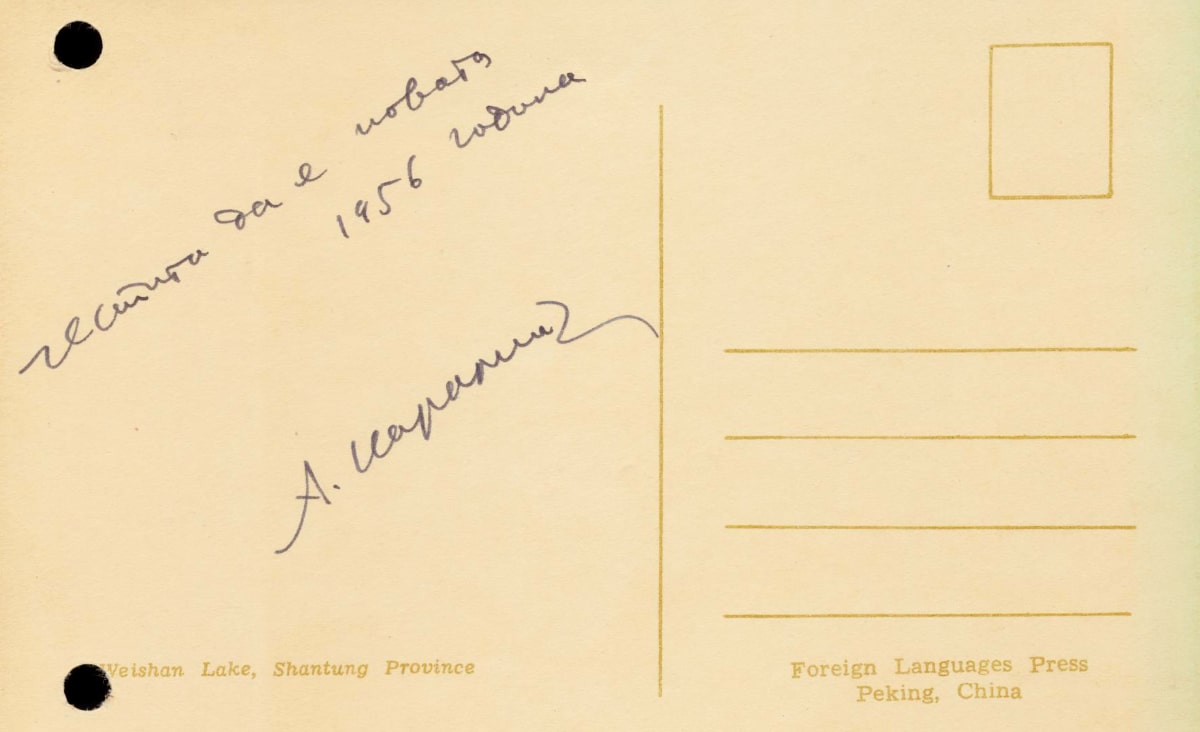 честита да е новата
1956 година
А.
Weishan Lake, Shantung Province
Foreign Languages Press
Peking, China